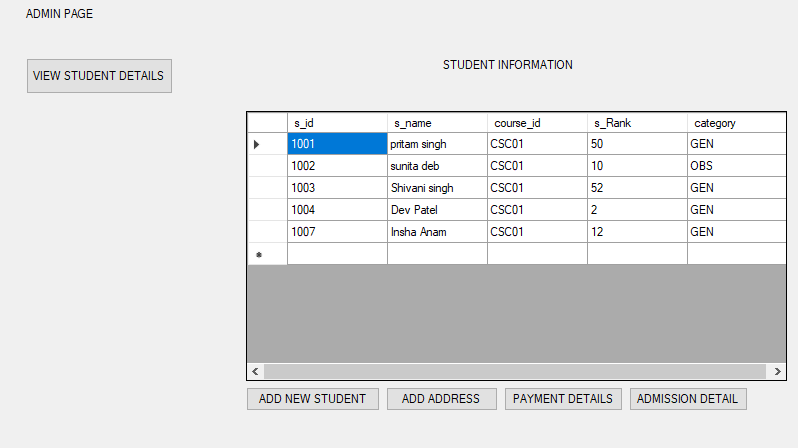 ADMIN PAGE
STUDENT INFORMATION
VIEW STUDENT DETAILS
s_id s_name course_id s_Rank category
1001 pritam singh CSC01 50 GEN
1002 sunita deb CSC01 10 OBS
1003 Shivani singh CSC01 52 GEN
1004 Dev Patel CSC01 2 GEN
1007 Insha Anam CSC01 12 GEN
ADD NEW STUDENT ADD ADDRESS PAYMENT DETAILS ADMISSION DETAIL